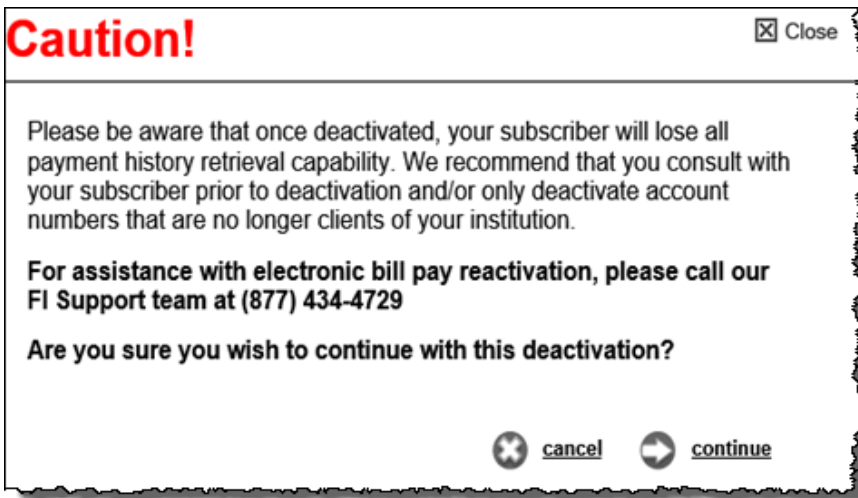 Caution!
Close
Please be aware that once deactivated, your subscriber will lose all
payment history retrieval capability. We recommend that you consult with
your subscriber prior to deactivation and/or only deactivate account
numbers that are no longer clients of your institution.
For assistance with electronic bill pay reactivation, please call our
FI Support team at (877) 434-4729
Are you sure you wish to continue with this deactivation?
cancel continue